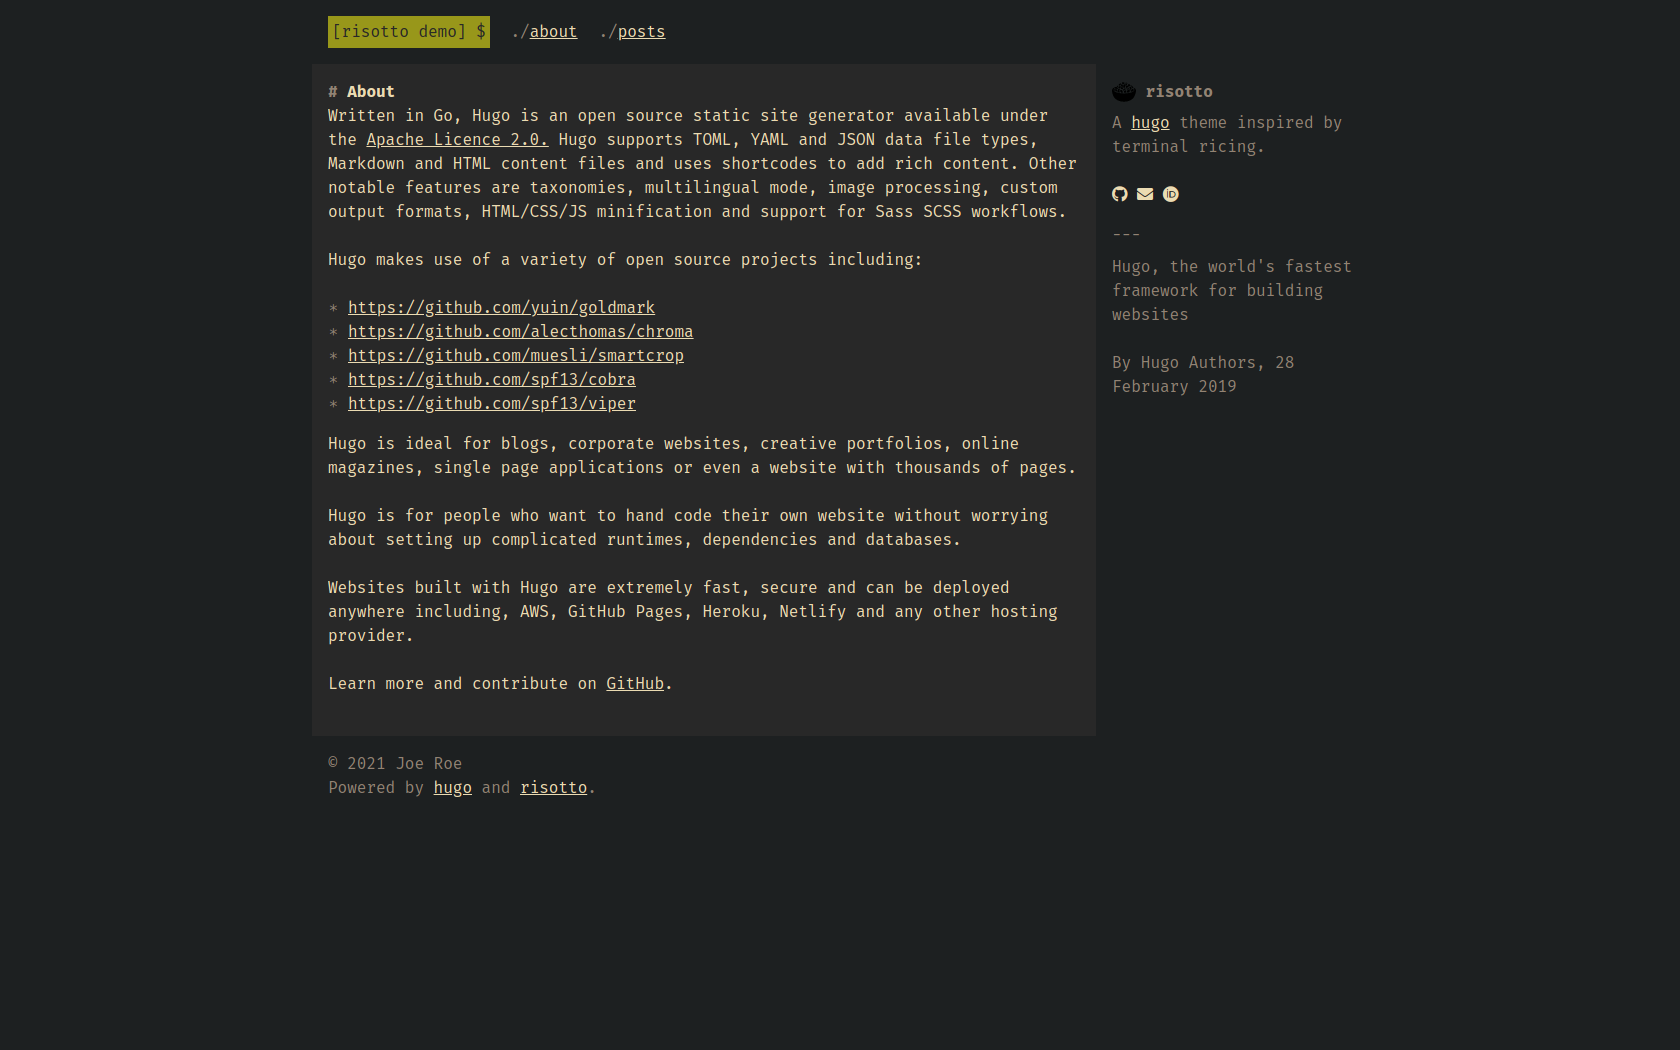 [risotto demo] $ ./about ./posts
# About
Written in Go, Hugo is an open source static site generator available under
the Apache Licence 2.0. Hugo supports TOML, YAML and JSON data file types,
Markdown and HTML content files and uses shortcodes to add rich content. Other
notable features are taxonomies, multilingual mode, image processing, custom
output formats, HTML/CSS/JS minification and support for Sass SCSS workflows.
Hugo makes use of a variety of open source projects including:
* https://github.com/yuin/goldmark
* https://github.com/alecthomas/chroma
* https://github.com/muesli/smartcrop
* https://github.com/spf13/cobra
* https://github.com/spf13/viper
Hugo is ideal for blogs, corporate websites, creative portfolios, online
magazines, single page applications or even a website with thousands of pages.
Hugo is for people who want to hand code their own website without worrying
about setting up complicated runtimes, dependencies and databases.
Websites built with Hugo are extremely fast, secure and can be deployed
anywhere including, AWS, GitHub Pages, Heroku, Netlify and any other hosting
provider.
Learn more and contribute on GitHub.
risotto
A hugo theme inspired by
terminal ricing.
---
Hugo, the world's fastest
framework for building
websites
By Hugo Authors, 28
February 2019
© 2021 Joe Roe
Powered by hugo and risotto.